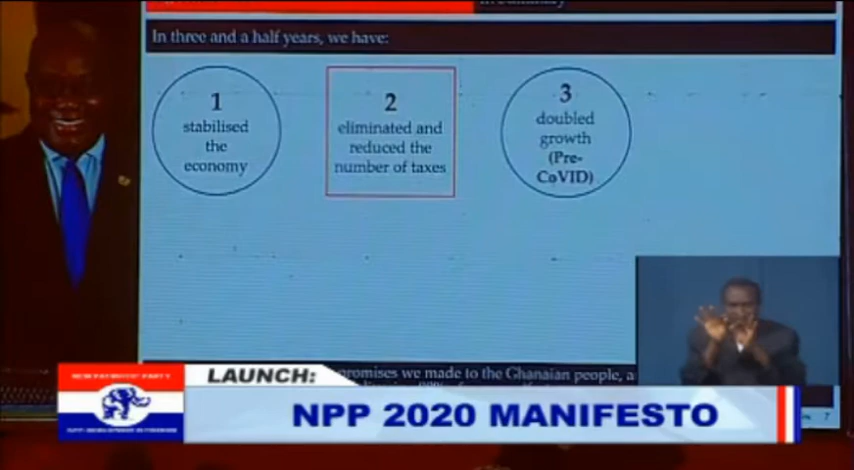 In three and a half years, we have:
1
stabilised
the
economy
2
eliminated and
reduced the
number of taxes
3
doubled
growth
(Pre-
CoVID)
promises we made to the Ghanaian people, a
NEW PATRIOTIC PARTY
LAUNCH:
NPP 2020 MANIFESTO
7